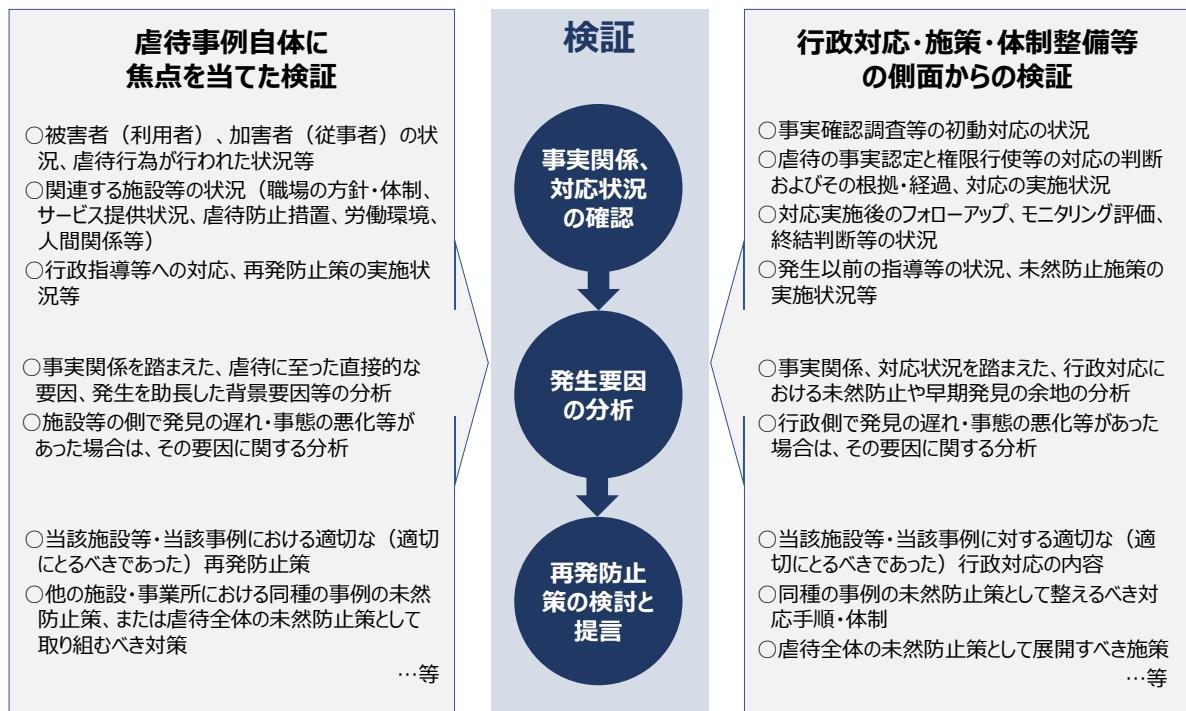 虐待事例自体に
焦点を当てた検証
○被害者（利用者）、加害者（従事者）の状
況、虐待行為が行われた状況等
○関連する施設等の状況（職場の方針・体制、
サービス提供状況、虐待防止措置、労働環境、
人間関係等）
○行政指導等への対応、再発防止策の実施状
況等
○事実関係を踏まえた、虐待に至った直接的な
要因、発生を助長した背景要因等の分析
○施設等の側で発見の遅れ・事態の悪化等が
あった場合は、その要因に関する分析
○当該施設等・当該事例における適切な（適切
にとるべきであった）再発防止策
○他の施設・事業所における同種の事例の未然
防止策、または虐待全体の未然防止策として
取り組むべき対策
…等
検証
事実関係、
対応状況
の確認
発生要因
の分析
再発防止
策の検討と
提言
行政対応・施策・体制整備等
の側面からの検証
○事実確認調査等の初動対応の状況
○虐待の事実認定と権限行使等の対応の判断
およびその根拠・経過、対応の実施状況
○対応実施後のフォローアップ、モニタリング評価、
終結判断等の状況
○発生以前の指導等の状況、未然防止施策の
実施状況等
○事実関係、対応状況を踏まえた、行政対応に
おける未然防止や早期発見の余地の分析
○行政側で発見の遅れ・事態の悪化等があった
場合は、その要因に関する分析
○当該施設等・当該事例に対する適切な（適
切にとるべきであった）行政対応の内容
○同種の事例の未然防止策として整えるべき対
応手順・体制
○虐待全体の未然防止策として展開すべき施策
…等